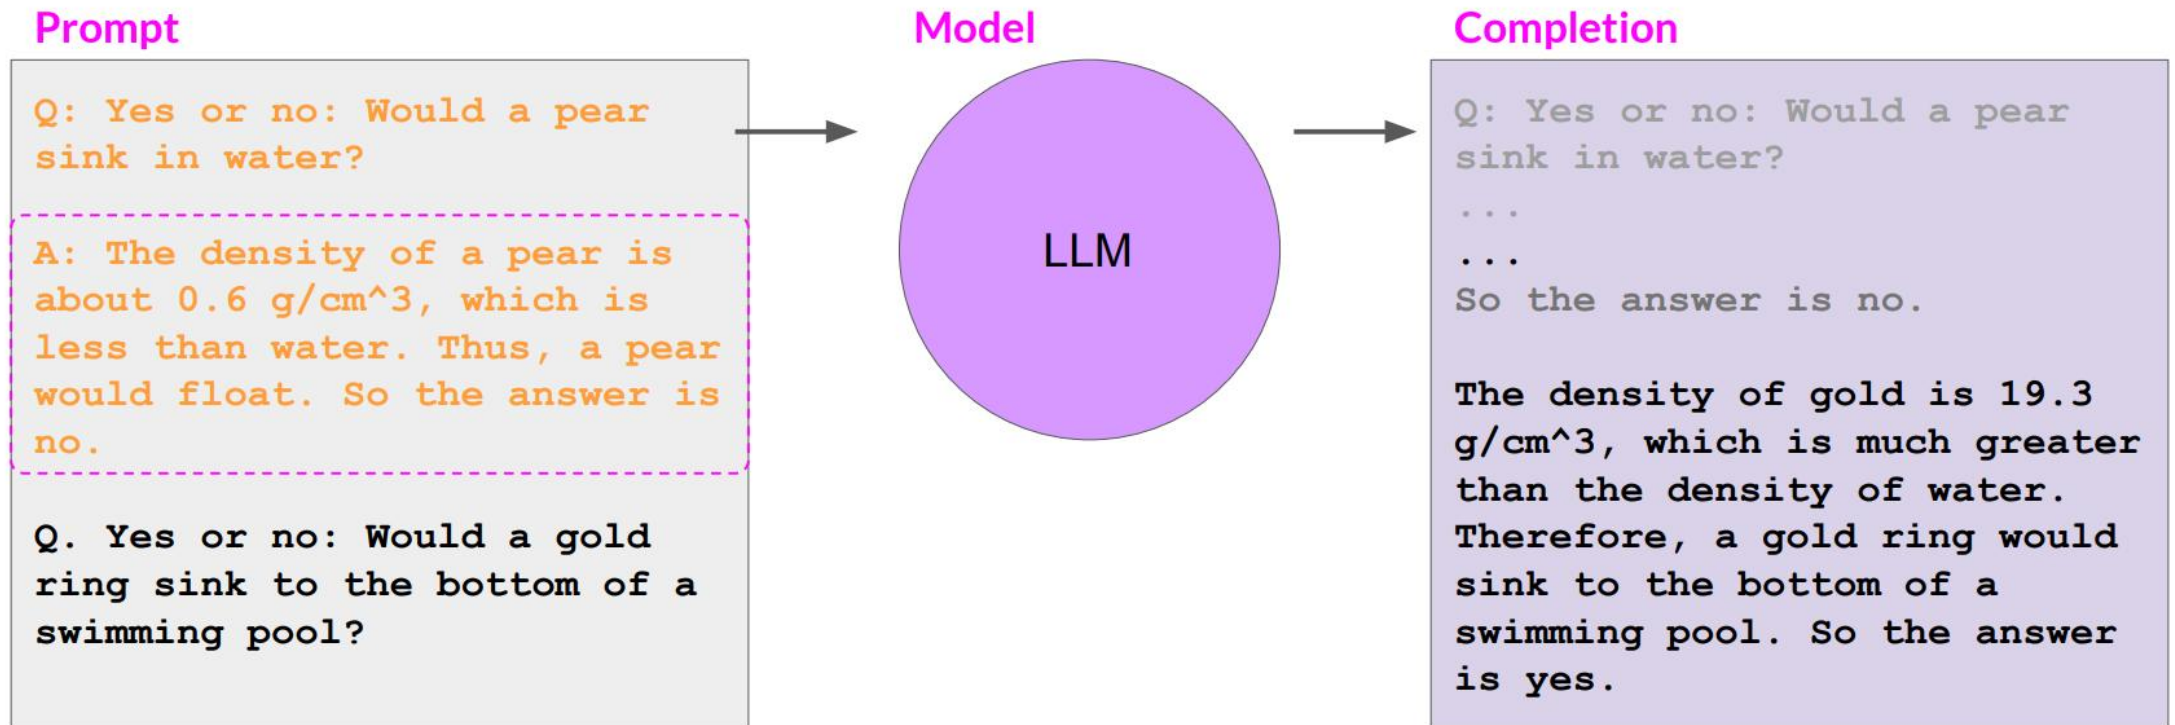 Prompt
Q: Yes or no: Would a pear
sink in water?
A: The density of a pear is
about 0.6 g/cm^3, which is
less than water. Thus, a pear
would float. So the answer is
no.
Q. Yes or no: Would a gold
ring sink to the bottom of a
swimming pool?
Model
LLM
Completion
Q: Yes or no: Would a pear
sink in water?
...
...
So the answer is no.
The density of gold is 19.3
g/cm^3, which is much greater
than the density of water.
Therefore, a gold ring would
sink to the bottom of a
swimming pool. So the answer
is yes.